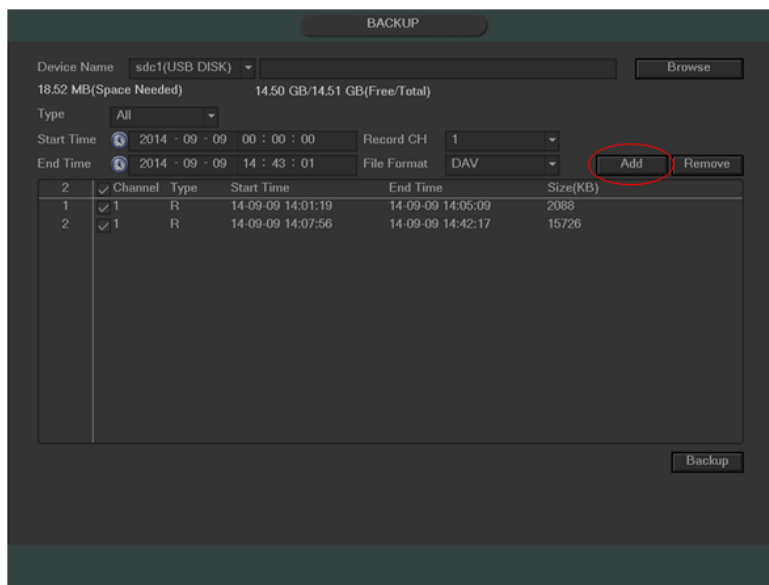 BACKUP
Device Name sdc1(USB DISK) Browse
18.52 MB(Space Needed) 14.50 GB/14.51 GB(Free/Total)
Type All
Start Time 2014 - 09 - 09 00 : 00 : 00 Record CH 1
End Time 2014 - 09 - 09 14 : 43 : 01 File Format DAV Add Remove
2 Channel Type Start Time End Time Size(KB)
1 1 R 14-09-09 14:01:19 14-09-09 14:05:09 2088
2 1 R 14-09-09 14:07:56 14-09-09 14:42:17 15726
Backup